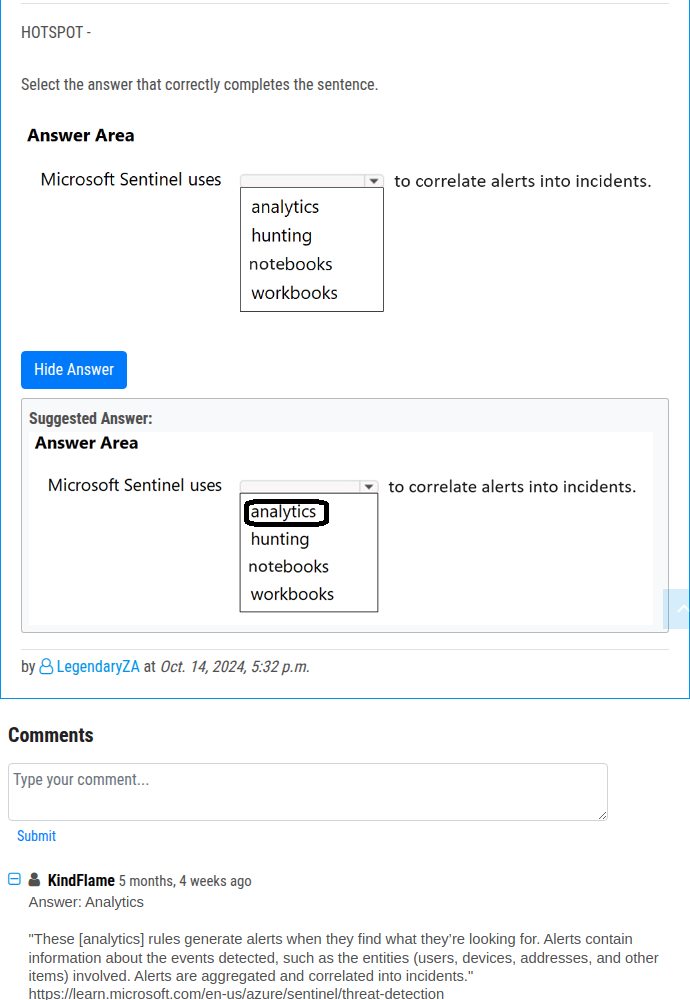 HOTSPOT -
Select the answer that correctly completes the sentence.
Answer Area
Microsoft Sentinel uses to correlate alerts into incidents.
analytics
hunting
notebooks
workbooks
Hide Answer
Suggested Answer:
Answer Area
Microsoft Sentinel uses to correlate alerts into incidents.
analytics
hunting
notebooks
workbooks
by LegendaryZA at Oct. 14, 2024, 5:32 p.m.
Comments
Type your comment...
Submit
KindFlame 5 months, 4 weeks ago
Answer: Analytics
"These [analytics] rules generate alerts when they find what they're looking for. Alerts contain
information about the events detected, such as the entities (users, devices, addresses, and other
items) involved. Alerts are aggregated and correlated into incidents."
https://learn.microsoft.com/en-us/azure/sentinel/threat-detection